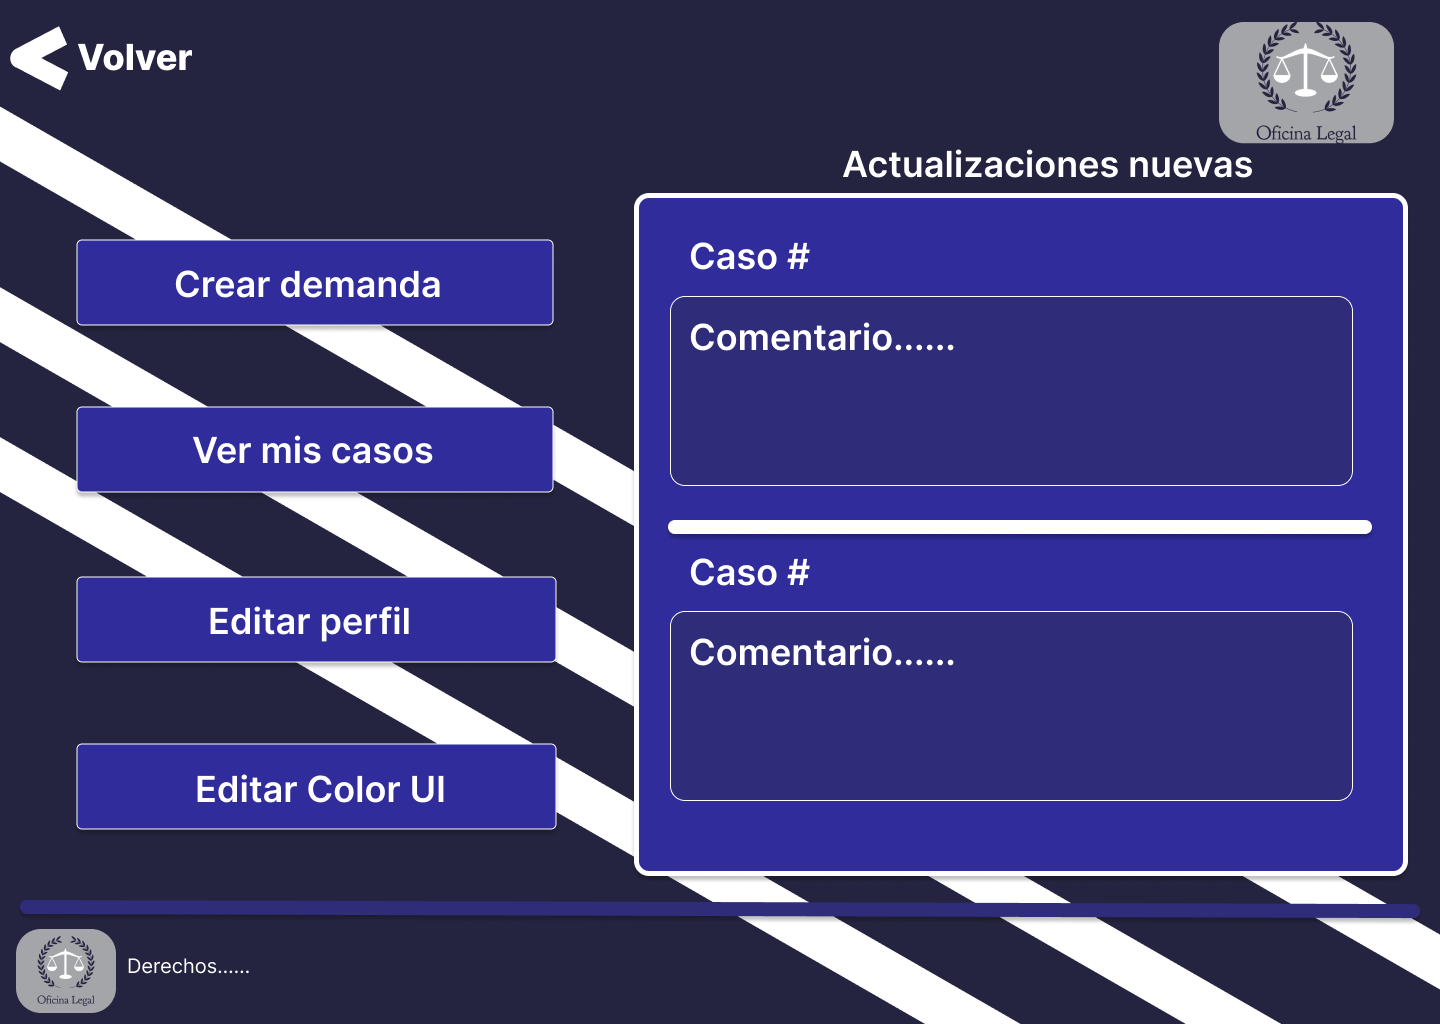 Volver
Oficina Legal
Actualizaciones nuevas
Crear demanda
Ver mis casos
Editar perfil
Editar Color UI
Caso #
Comentario......
Caso #
Comentario......
Oficina Legal
Derechos......